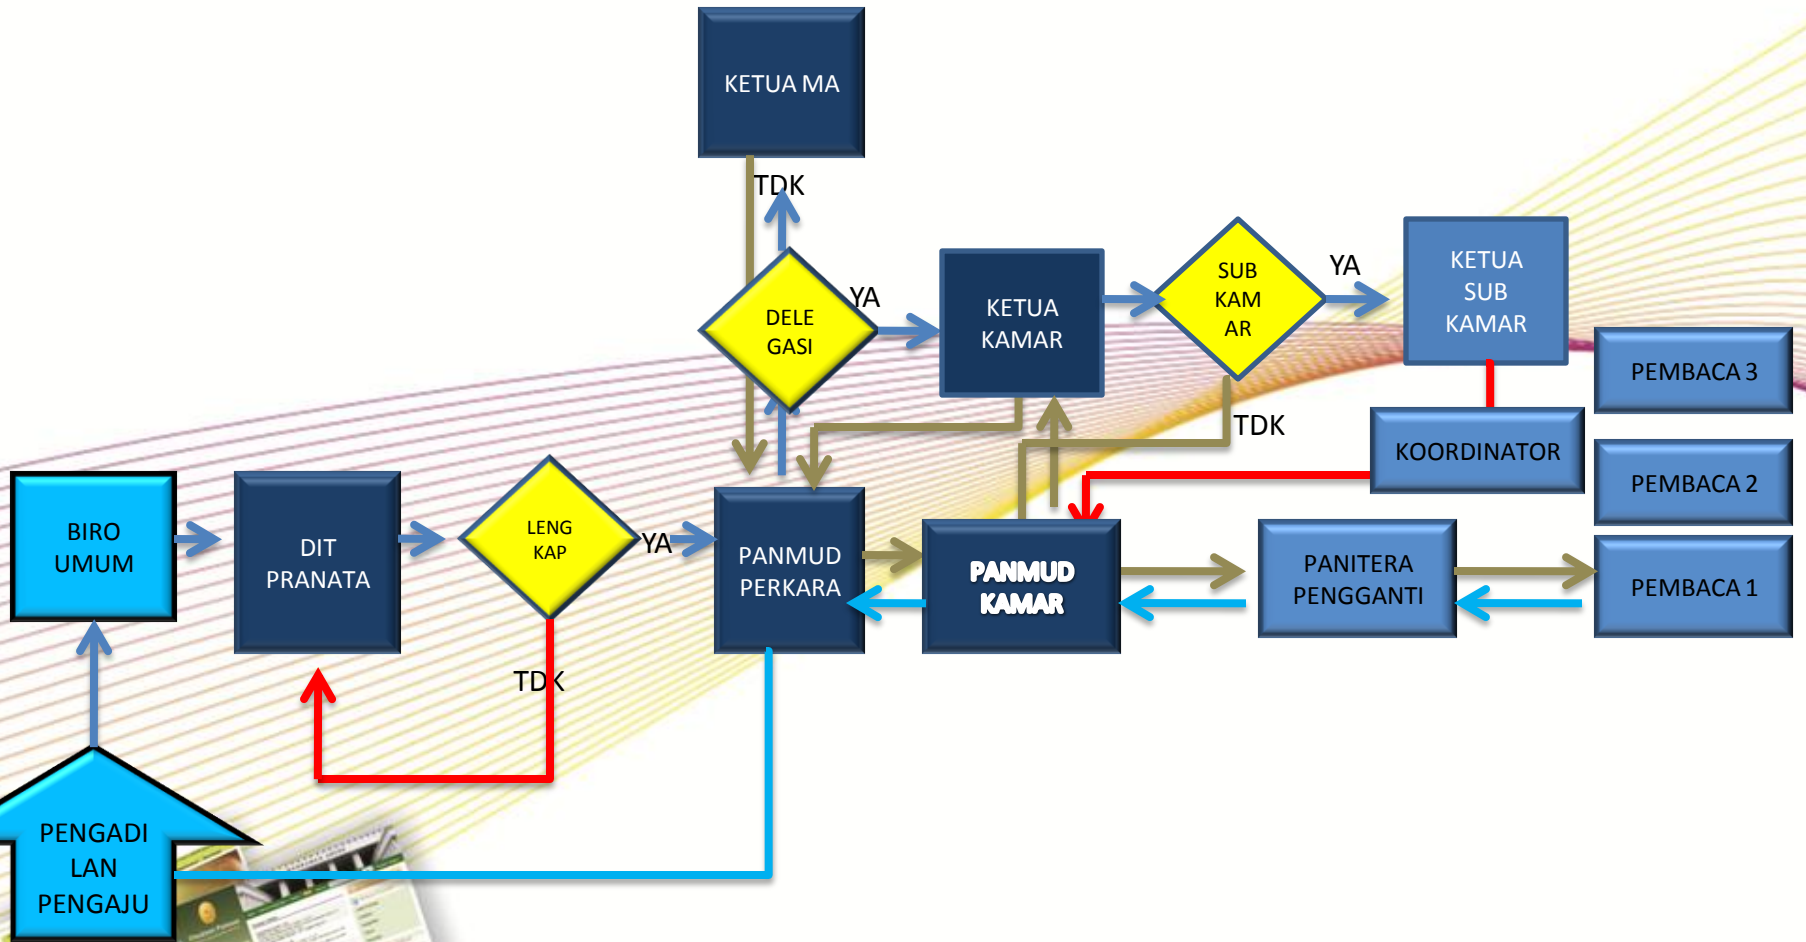 KETUA MA
TDK
DELE
GASI
YA
KETUA
KAMAR
SUB
KAM
AR
YA
KETUA
SUB
KAMAR
TDK
PEMBACA 3
KOORDINATOR
PEMBACA 2
BIRO
UMUM
DIT
PRANATA
LENG
KAP
YA
TDK
PANMUD
PERKARA
PANMUD
KAMAR
PANITERA
PENGGANTI
PEMBACA 1
PENGADI
LAN
PENGAJU